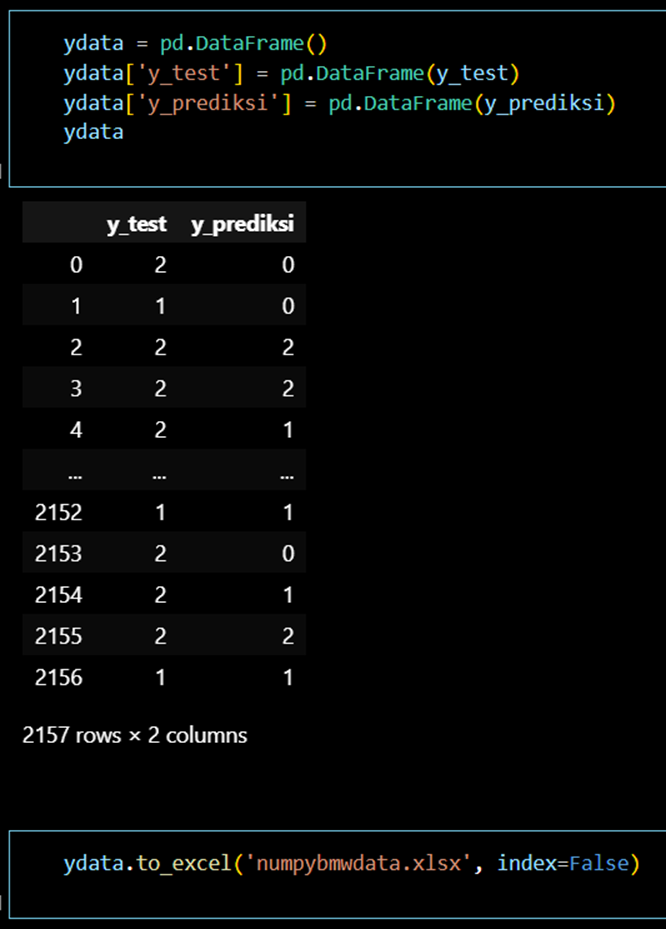 ydata = pd.DataFrame()
ydata['y_test'] = pd.DataFrame(y_test)
ydata['y_prediksi'] = pd.DataFrame(y_prediksi)
ydata
y_test y_prediksi
0 2 0
1 1 0
2 2 2
3 2 2
4 2 1
... ... ...
2152 1 1
2153 2 0
2154 2 1
2155 2 2
2156 1 1
2157 rows × 2 columns
ydata.to_excel('numpybmwdata.xlsx', index=False)